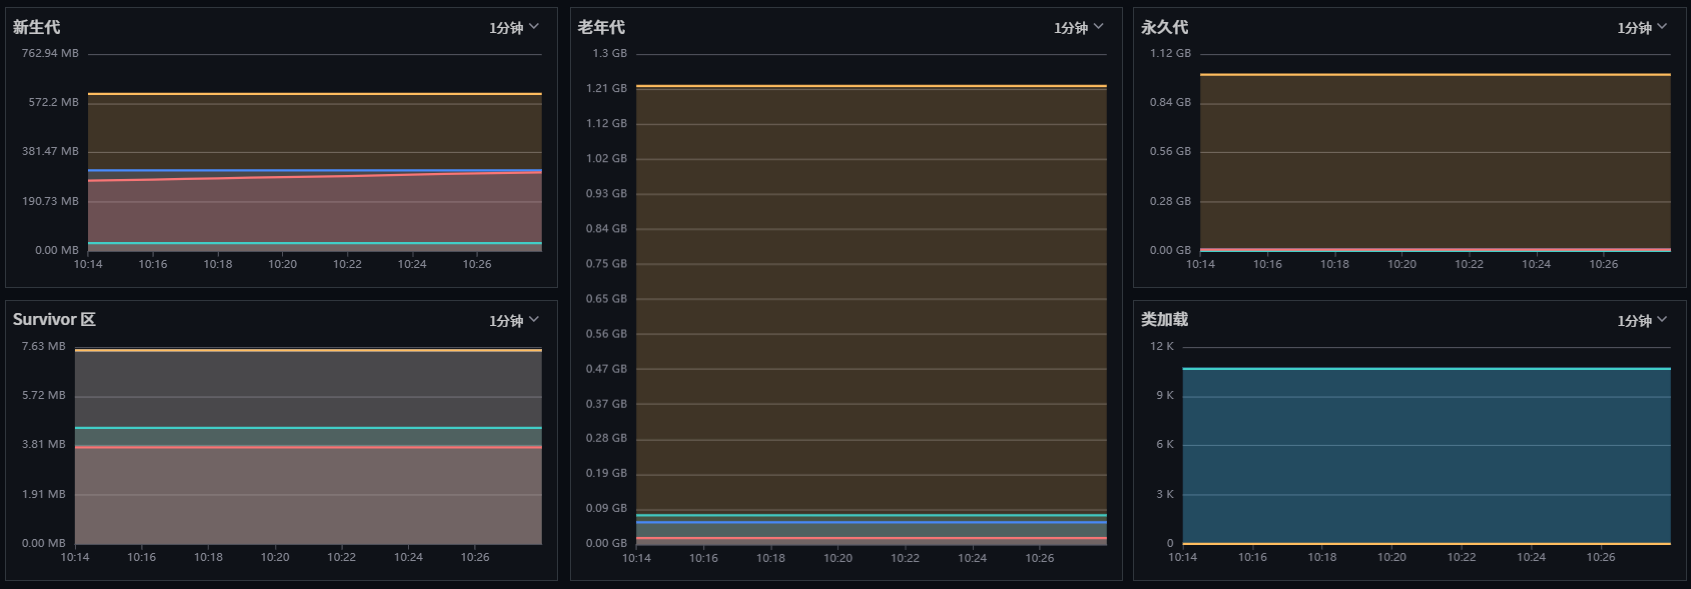 新生代 1分钟
762.94 MB
572.2 MB
381.47 MB
190.73 MB
0.00 MB
10:14 10:16 10:18 10:20 10:22 10:24 10:26
Survivor 区 1分钟
7.63 MB
5.72 MB
3.81 MB
1.91 MB
0.00 MB
10:14 10:16 10:18 10:20 10:22 10:24 10:26
老年代 1分钟
1.3 GB
1.21 GB
1.12 GB
1.02 GB
0.93 GB
0.84 GB
0.75 GB
0.65 GB
0.56 GB
0.47 GB
0.37 GB
0.28 GB
0.19 GB
0.09 GB
0.00 GB
10:14 10:16 10:18 10:20 10:22 10:24 10:26
永久代 1分钟
1.12 GB
0.84 GB
0.56 GB
0.28 GB
0.00 GB
10:14 10:16 10:18 10:20 10:22 10:24 10:26
类加载 1分钟
12 K
9 K
6 K
3 K
0
10:14 10:16 10:18 10:20 10:22 10:24 10:26